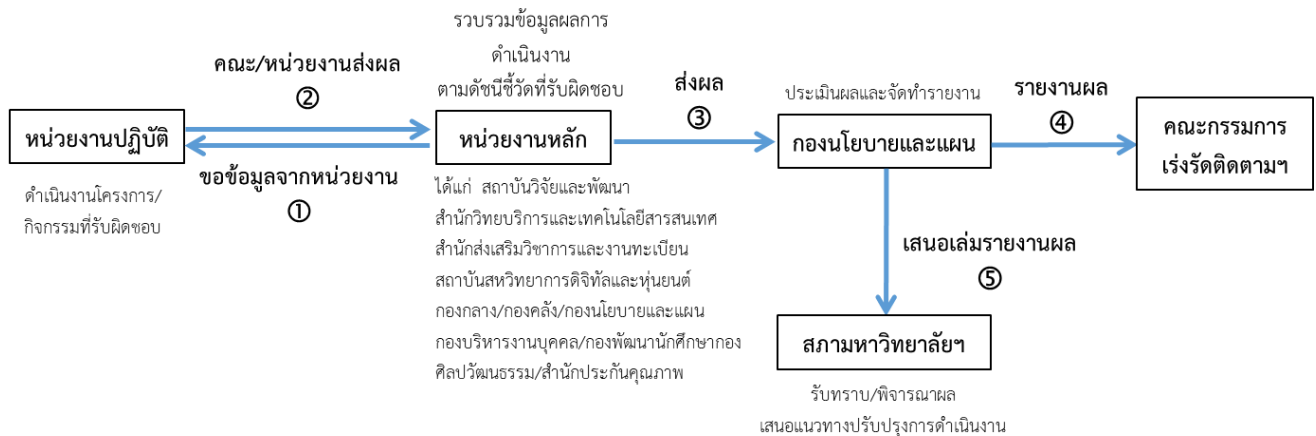 คณะ/หน่วยงานส่งผล
②
หน่วยงานปฏิบัติ
ขอข้อมูลจากหน่วยงาน
①
ดำเนินงานโครงการ/
กิจกรรมที่รับผิดชอบ
รวบรวมข้อมูลผลการ
ดำเนินงาน
ตามดัชนีชี้วัดที่รับผิดชอบ
หน่วยงานหลัก
ได้แก่ สถาบันวิจัยและพัฒนา
สำนักวิทยบริการและเทคโนโลยีสารสนเทศ
สำนักส่งเสริมวิชาการและงานทะเบียน
สถาบันสหวิทยาการดิจิทัลและหุ่นยนต์
กองกลาง/กองคลัง/กองนโยบายและแผน
กองบริหารงานบุคคล/กองพัฒนานักศึกษากอง
ศิลปวัฒนธรรม/สำนักประกันคุณภาพ
ส่งผล
③
ประเมินผลและจัดทำรายงาน
กองนโยบายและแผน
รายงานผล
④
คณะกรรมการ
เร่งรัดติดตามฯ
เสนอเล่มรายงานผล
⑤
สภามหาวิทยาลัยฯ
รับทราบ/พิจารณาผล
เสนอแนวทางปรับปรุงการดำเนินงาน